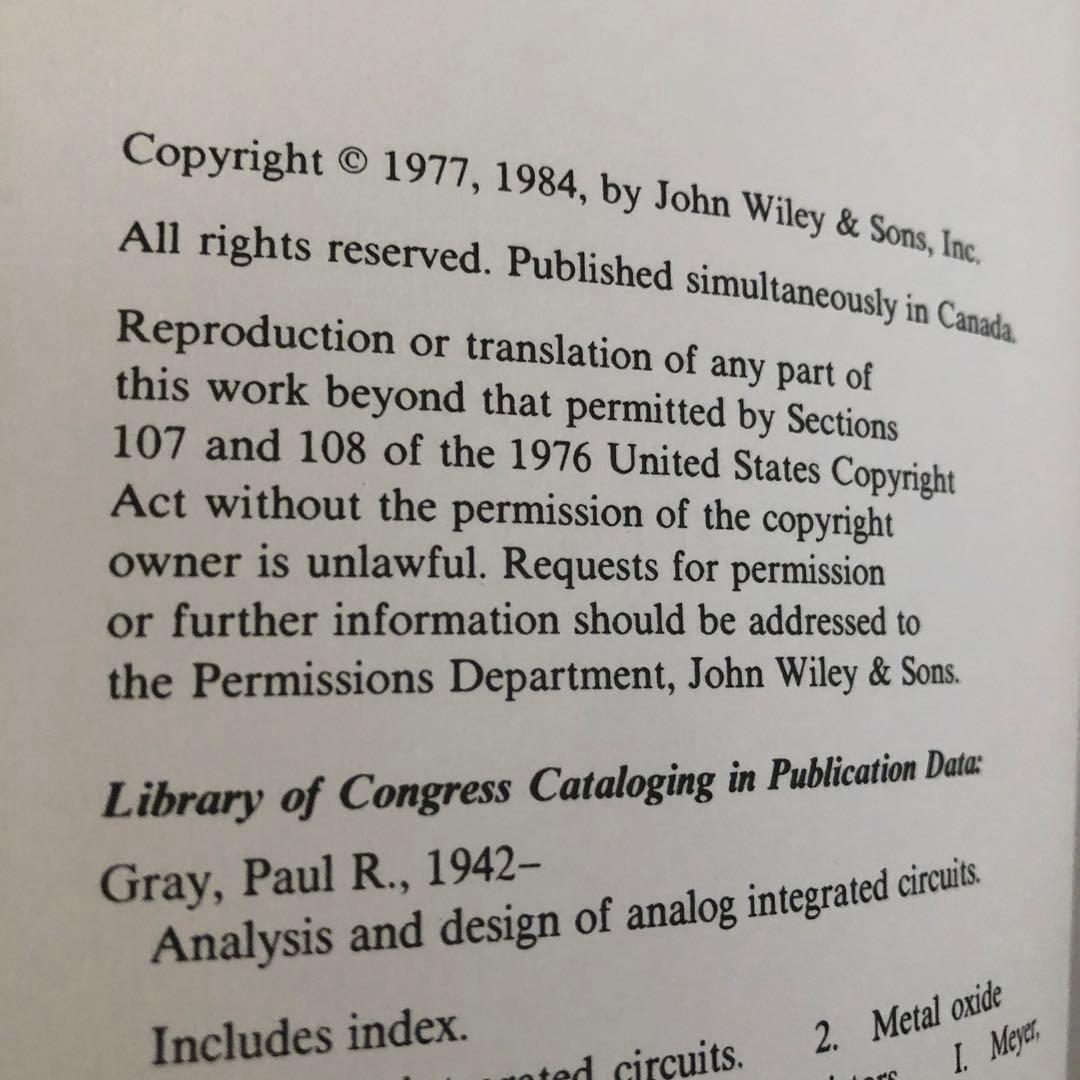 Copyright © 1977, 1984, by John Wiley & Sons, Inc.
All rights reserved. Published simultaneously in Canada.
Reproduction or translation of any part of
this work beyond that permitted by Sections
107 and 108 of the 1976 United States Copyright
Act without the permission of the copyright
owner is unlawful. Requests for permission
or further information should be addressed to
the Permissions Department, John Wiley & Sons.
Library of Congress Cataloging in Publication Data:
Gray, Paul R., 1942–
Analysis and design of analog integrated circuits.
Includes index.
circuits. 2. Metal oxide
I. Meyer,